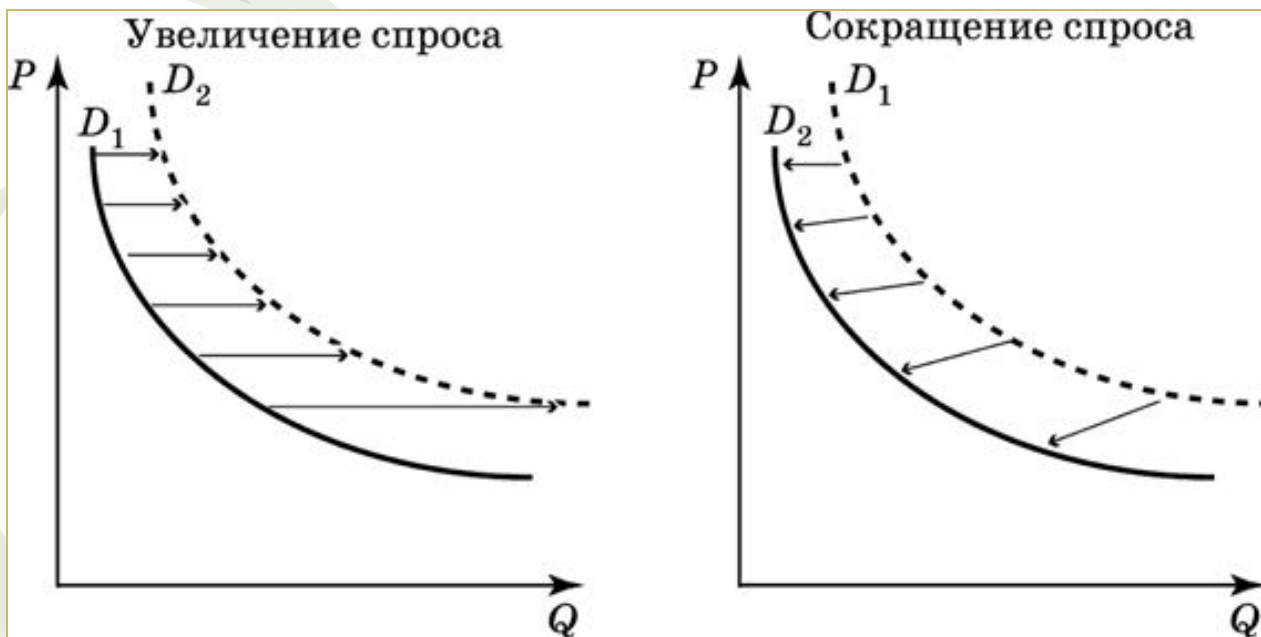 Увеличение спроса
P
D₂
D₁
Q
Сокращение спроса
P
D₁
D₂
Q